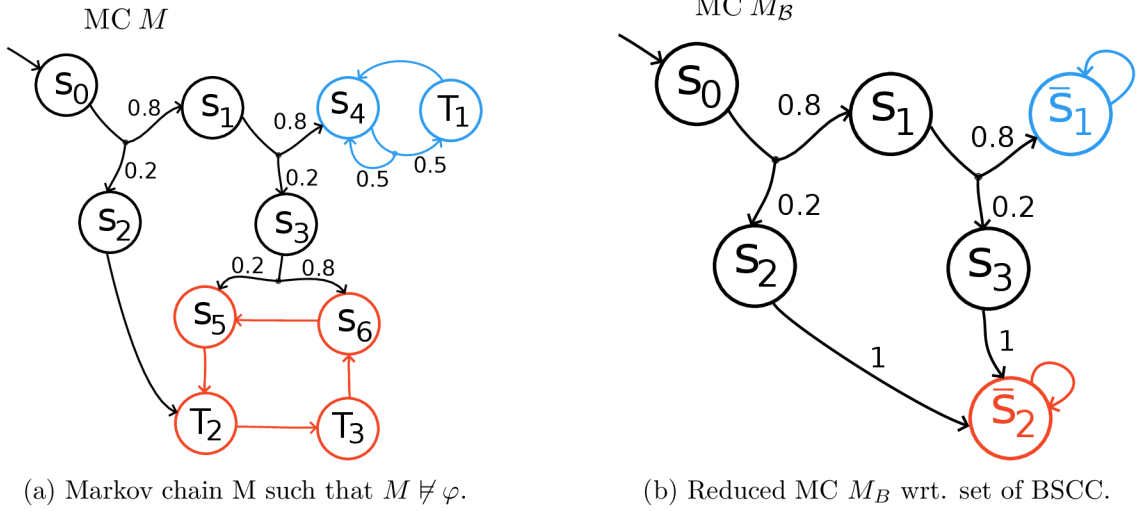 MC M
MC M_B
s₀
0.8
s₁
0.8
s₄
T₁
0.5
0.5
0.2
0.2
s₂
s₃
0.2
0.8
s₅
s₆
T₂
T₃
s₀
0.8
s₁
0.8
s̄₁
0.2
0.2
s₂
s₃
1
1
s̄₂
(a) Markov chain M such that M ⊭ φ.
(b) Reduced MC M_B wrt. set of BSCC.